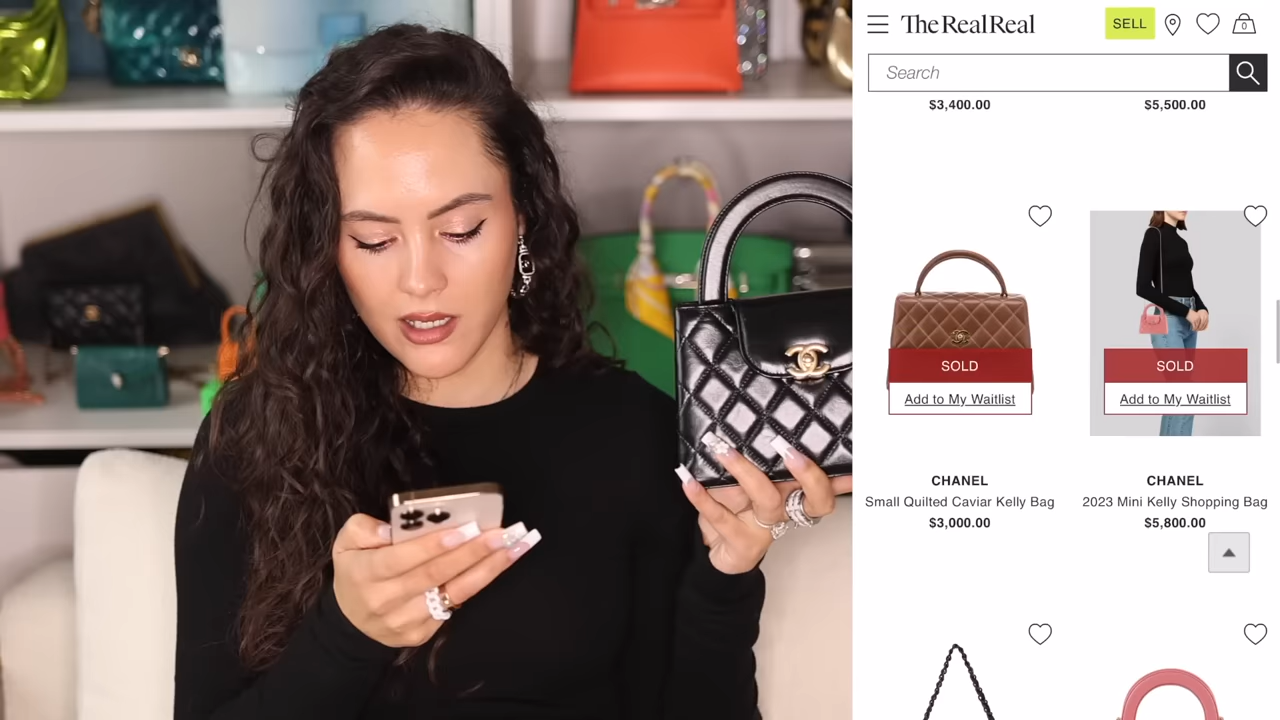 TheRealReal
SELL
0
Search
$3,400.00
$5,500.00
SOLD
Add to My Waitlist
SOLD
Add to My Waitlist
CHANEL
Small Quilted Caviar Kelly Bag
$3,000.00
CHANEL
2023 Mini Kelly Shopping Bag
$5,800.00